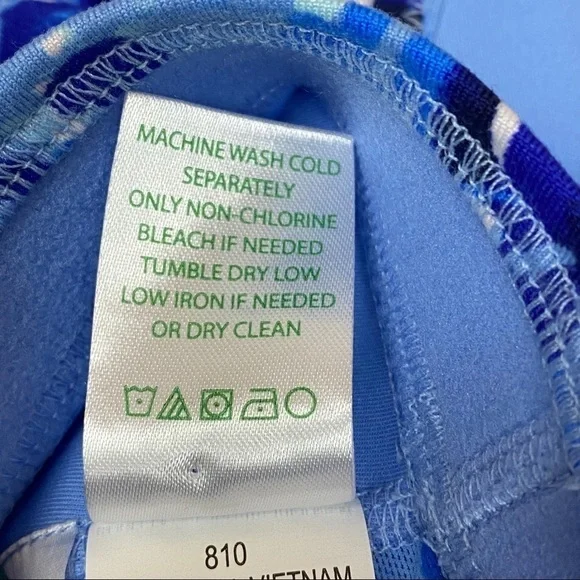 MACHINE WASH COLD
SEPARATELY
ONLY NON-CHLORINE
BLEACH IF NEEDED
TUMBLE DRY LOW
LOW IRON IF NEEDED
OR DRY CLEAN
810
VIETNAM